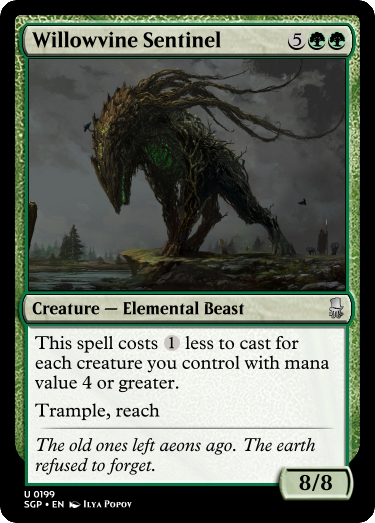 Willowvine Sentinel 5
Creature — Elemental Beast
This spell costs 1 less to cast for
each creature you control with mana
value 4 or greater.
Trample, reach
The old ones left aeons ago. The earth
refused to forget.
8/8
U 0199
SGP • EN Ilya Popov